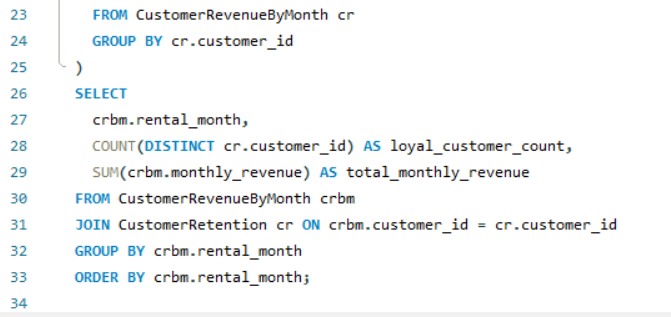 23 FROM CustomerRevenueByMonth cr
24 GROUP BY cr.customer_id
25 )
26 SELECT
27 crbm.rental_month,
28 COUNT(DISTINCT cr.customer_id) AS loyal_customer_count,
29 SUM(crbm.monthly_revenue) AS total_monthly_revenue
30 FROM CustomerRevenueByMonth crbm
31 JOIN CustomerRetention cr ON crbm.customer_id = cr.customer_id
32 GROUP BY crbm.rental_month
33 ORDER BY crbm.rental_month;
34